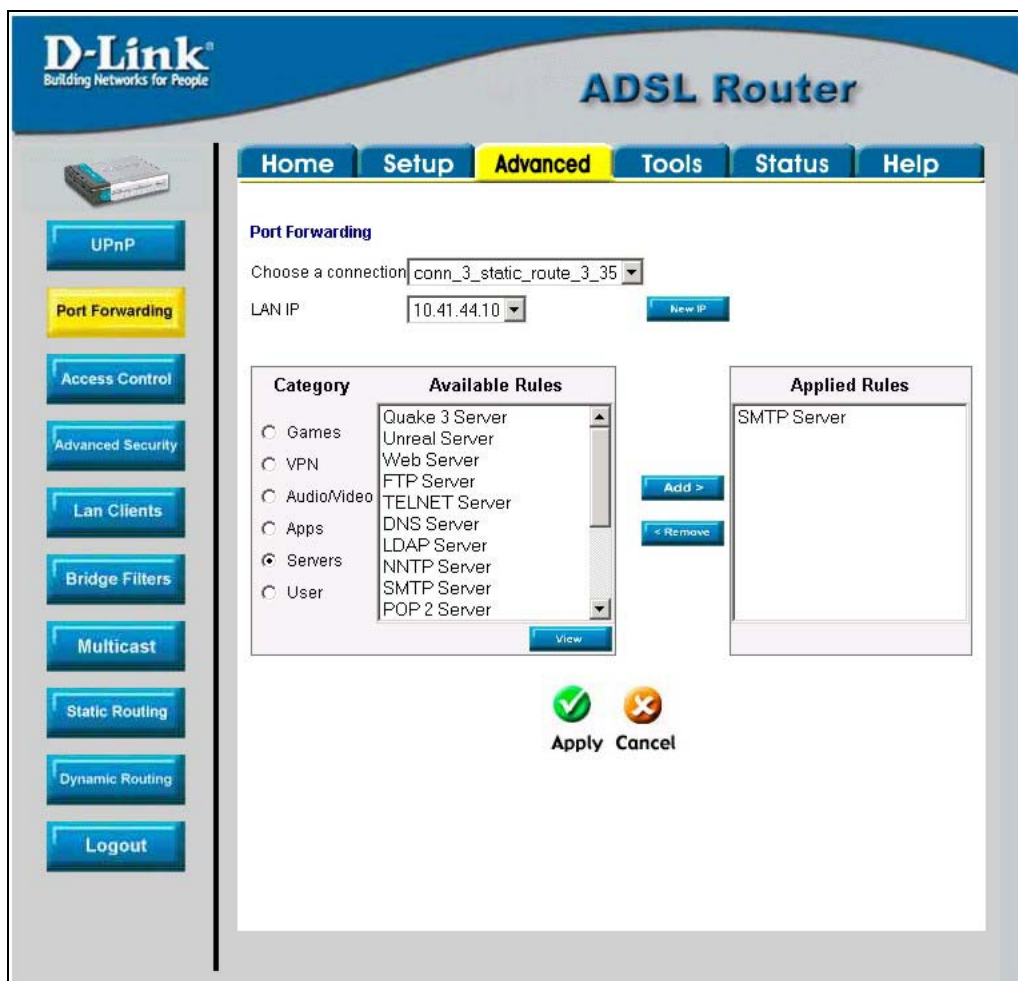 D-Link
Building Networks for People
ADSL Router
Home Setup Advanced Tools Status Help
UPnP
Port Forwarding
Access Control
Advanced Security
Lan Clients
Bridge Filters
Multicast
Static Routing
Dynamic Routing
Logout
Port Forwarding
Choose a connection conn_3_static_route_3_35
LAN IP 10.41.44.10 New IP
Category
Games
VPN
Audio/Video
Apps
Servers
User
Available Rules
Quake 3 Server
Unreal Server
Web Server
FTP Server
TELNET Server
DNS Server
LDAP Server
NNTP Server
SMTP Server
POP 2 Server
View
Add >
< Remove
Applied Rules
SMTP Server
Apply Cancel